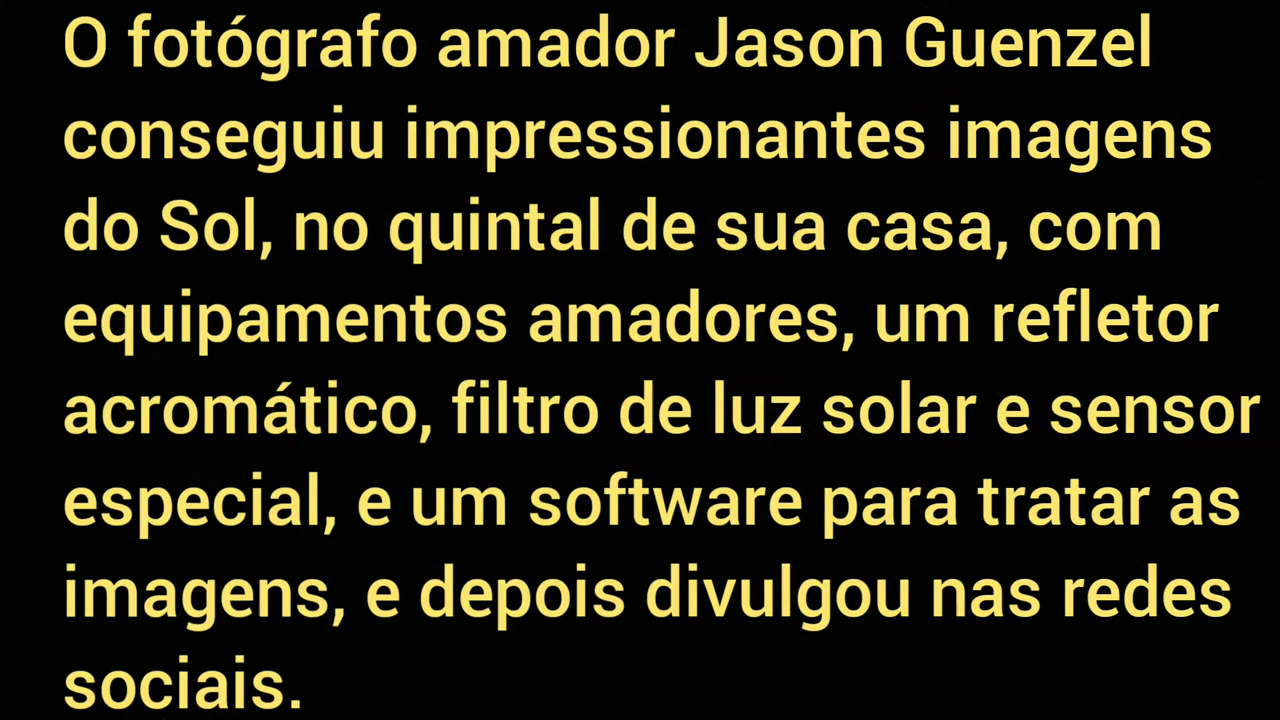 O fotógrafo amador Jason Guenzel
conseguiu impressionantes imagens
do Sol, no quintal de sua casa, com
equipamentos amadores, um refletor
acromático, filtro de luz solar e sensor
especial, e um software para tratar as
imagens, e depois divulgou nas redes
sociais.